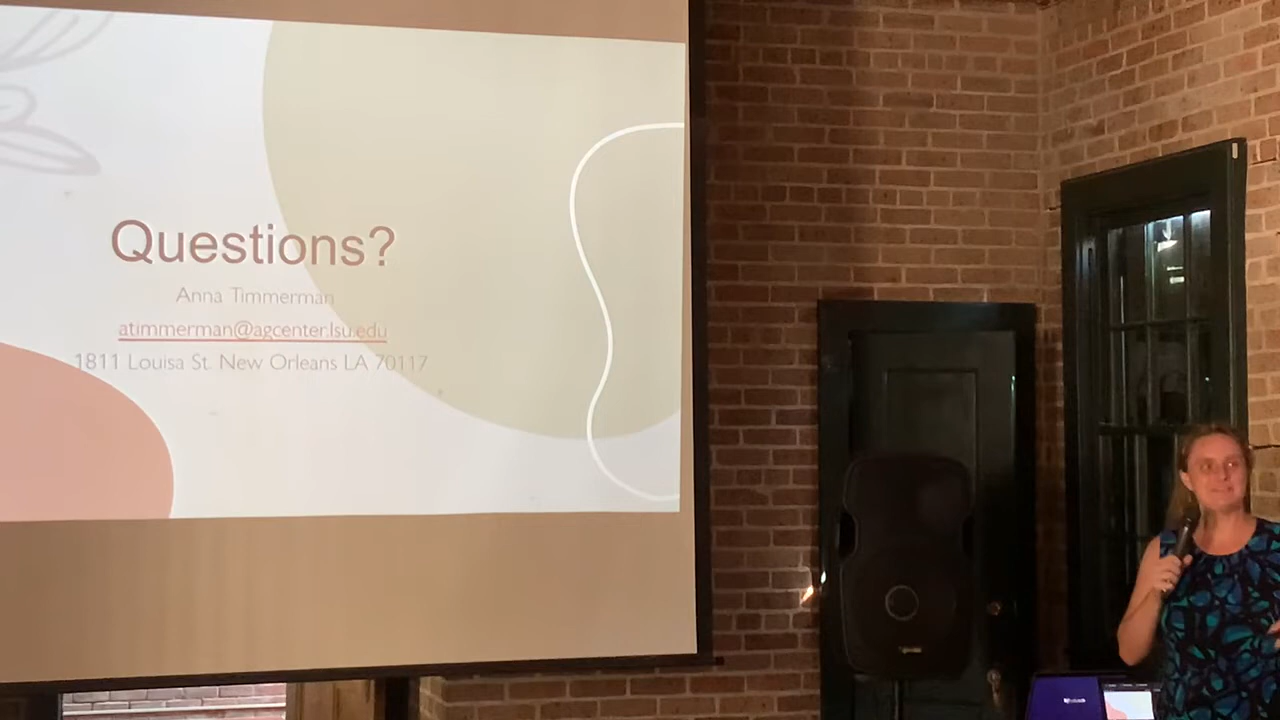 Questions?
Anna Timmerman
atimmerman@agcenter.lsu.edu
1811 Louisa St. New Orleans LA 70117